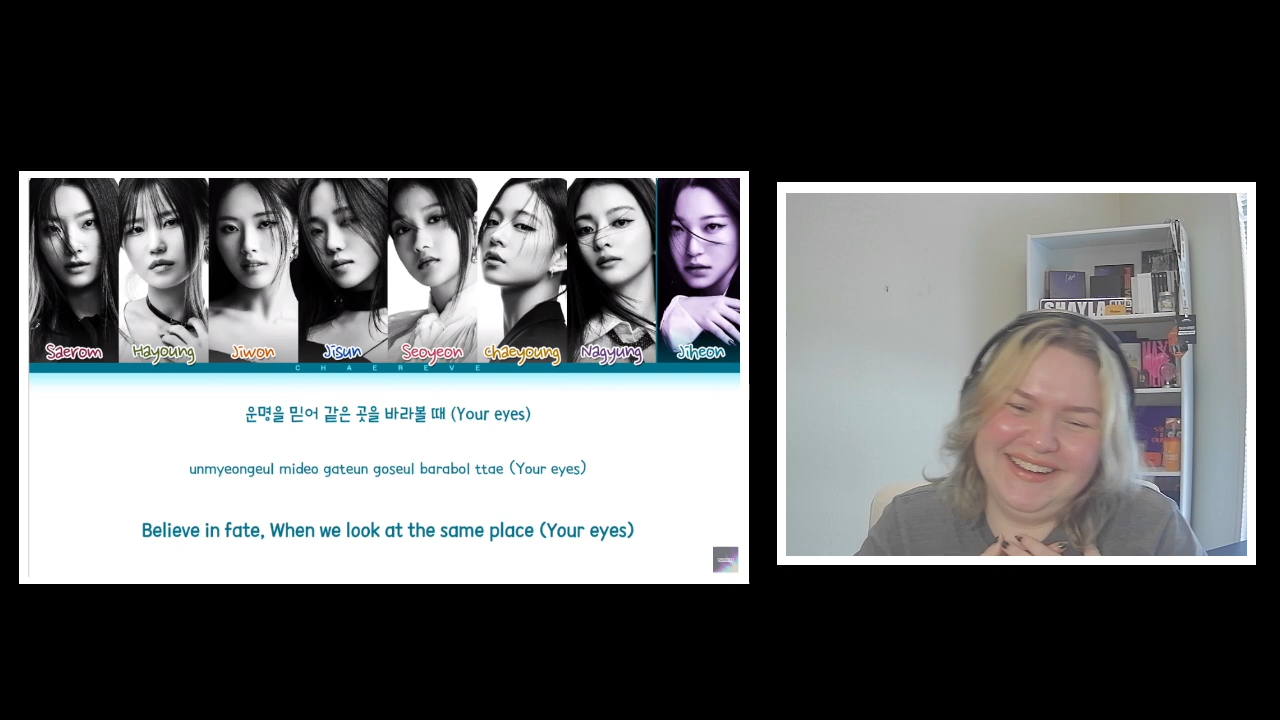 Saerom
Hayoung
Jiwon
Jisun
Seoyeon
chaeyoung
Nagyung
Jiheon
CHAEREVE
운명을 믿어 같은 곳을 바라볼 때 (Your eyes)
unmyeongeul mideo gateun goseul barabol ttae (Your eyes)
Believe in fate, When we look at the same place (Your eyes)
SHAYLA